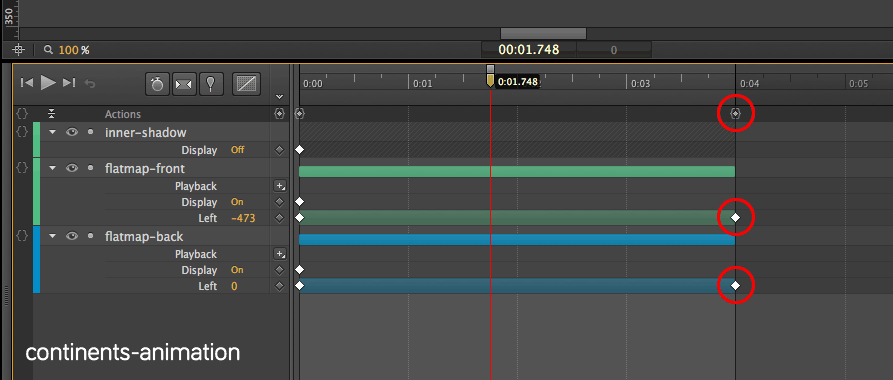 350
100%
00:01.748 0
0:00 0:01 0:01.748 0:03 0:04 0:05
{} Actions
{} inner-shadow
Display Off
{} flatmap-front
Playback
Display On
Left -473
{} flatmap-back
Playback
Display On
Left 0
continents-animation